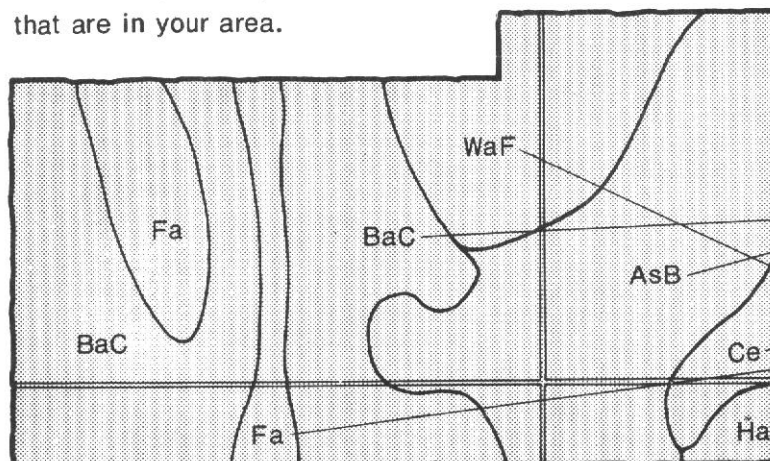 that are in your area.
WaF
Fa
BaC
AsB
BaC
Ce
Fa
Ha